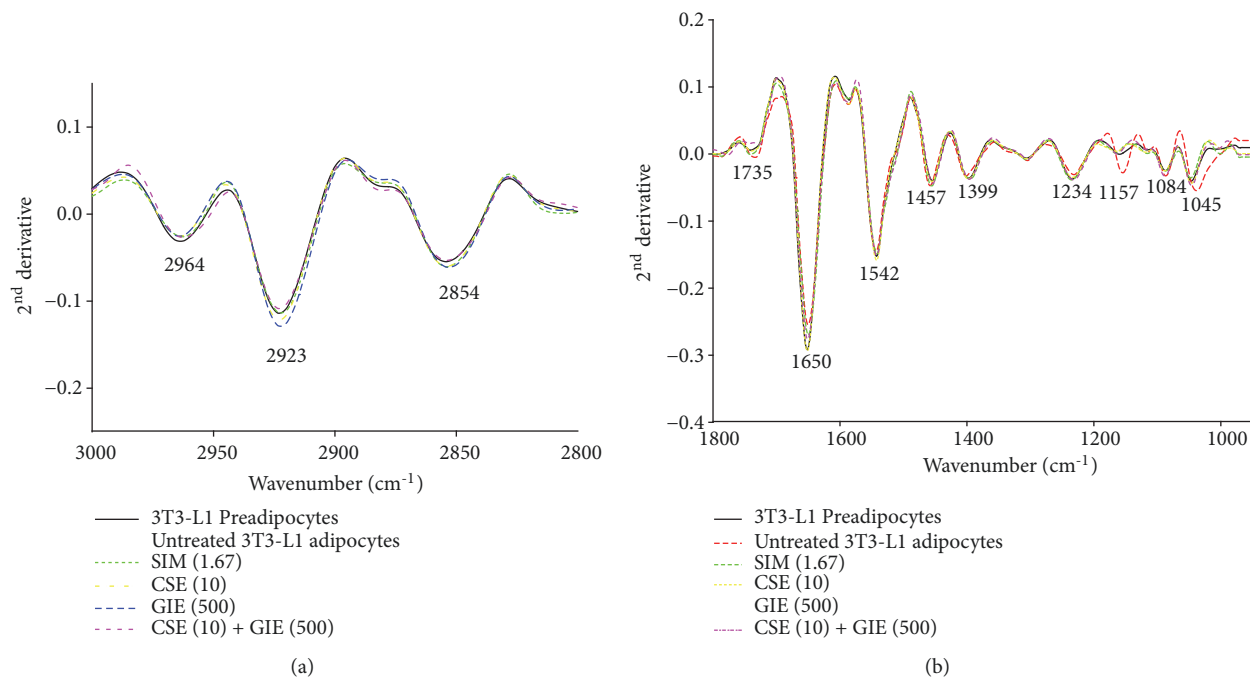 2nd derivative
0.1
0.0
−0.1
−0.2
2964
2923
2854
3000 2950 2900 2850 2800
Wavenumber (cm-1)
3T3-L1 Preadipocytes
Untreated 3T3-L1 adipocytes
SIM (1.67)
CSE (10)
GIE (500)
CSE (10) + GIE (500)
(a)
2nd derivative
0.2
0.1
0.0
−0.1
−0.2
−0.3
−0.4
1735
1650
1542
1457
1399
1234
1157
1084
1045
1800 1600 1400 1200 1000
Wavenumber (cm-1)
3T3-L1 Preadipocytes
Untreated 3T3-L1 adipocytes
SIM (1.67)
CSE (10)
GIE (500)
CSE (10) + GIE (500)
(b)